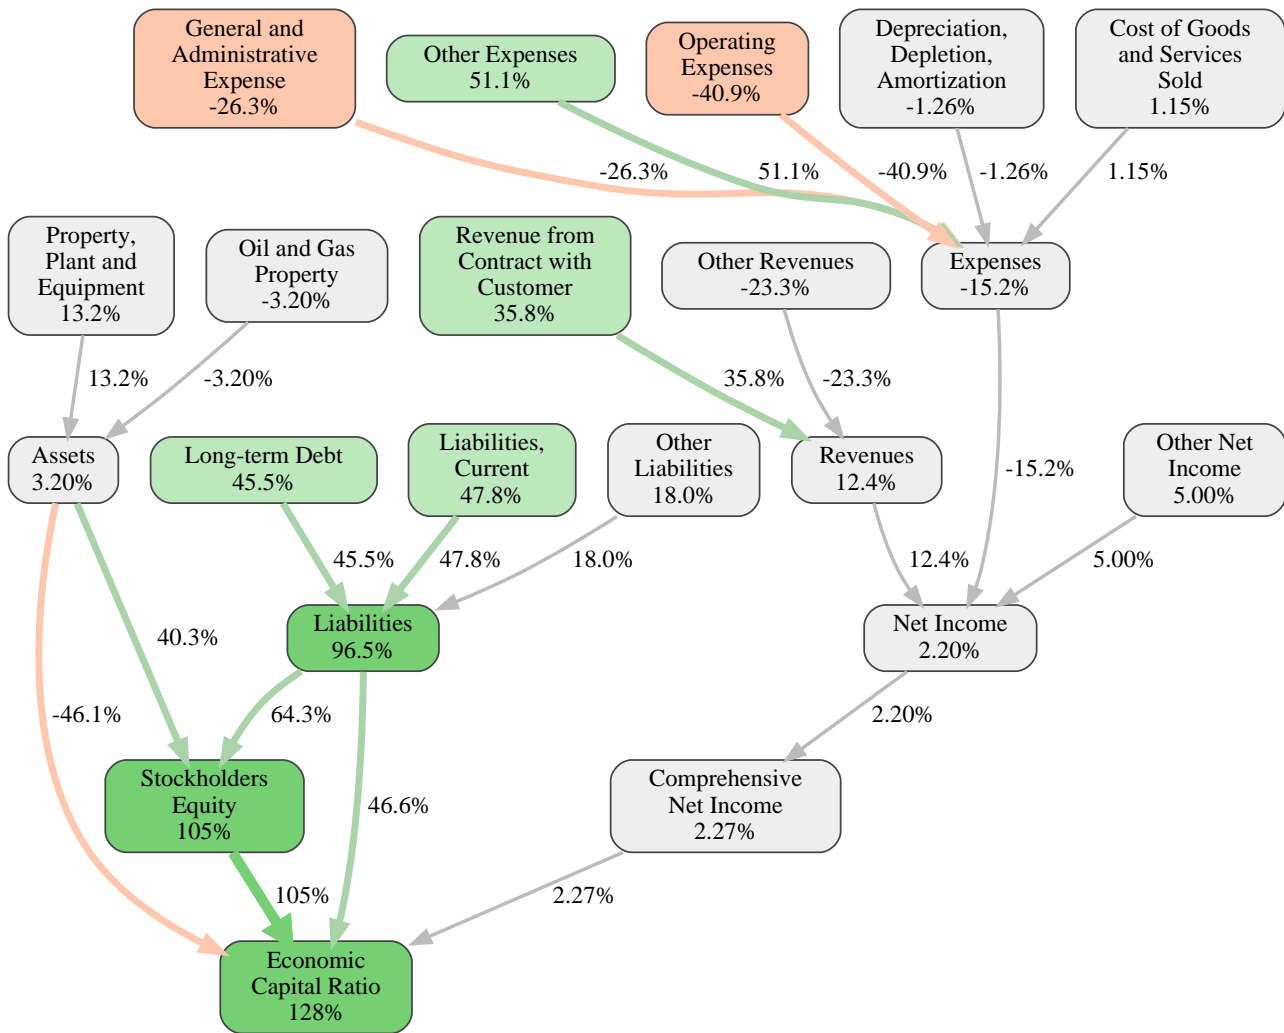 General and
Administrative
Expense
-26.3%
Other Expenses
51.1%
Operating
Expenses
-40.9%
Depreciation,
Depletion,
Amortization
-1.26%
Cost of Goods
and Services
Sold
1.15%
-26.3%
51.1%
-40.9%
-1.26%
1.15%
Property,
Plant and
Equipment
13.2%
Oil and Gas
Property
-3.20%
Revenue from
Contract with
Customer
35.8%
Other Revenues
-23.3%
Expenses
-15.2%
13.2%
-3.20%
35.8%
-23.3%
Assets
3.20%
Long-term Debt
45.5%
Liabilities,
Current
47.8%
Other
Liabilities
18.0%
Revenues
12.4%
-15.2%
Other Net
Income
5.00%
45.5%
47.8%
18.0%
12.4%
5.00%
40.3%
Liabilities
96.5%
Net Income
2.20%
-46.1%
64.3%
2.20%
Stockholders
Equity
105%
46.6%
Comprehensive
Net Income
2.27%
105%
2.27%
Economic
Capital Ratio
128%